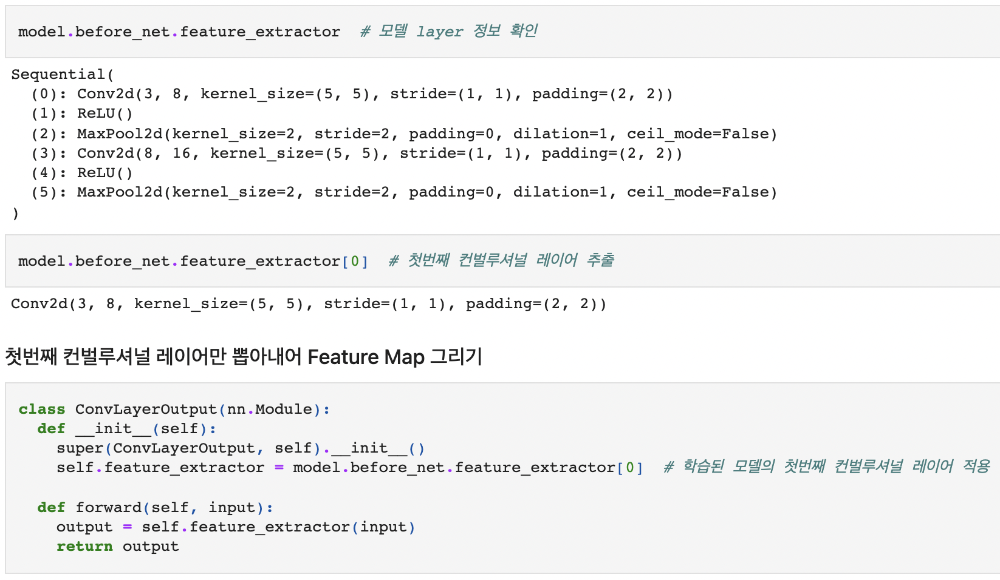 model.before_net.feature_extractor  # 모델 layer 정보 확인
Sequential(
  (0): Conv2d(3, 8, kernel_size=(5, 5), stride=(1, 1), padding=(2, 2))
  (1): ReLU()
  (2): MaxPool2d(kernel_size=2, stride=2, padding=0, dilation=1, ceil_mode=False)
  (3): Conv2d(8, 16, kernel_size=(5, 5), stride=(1, 1), padding=(2, 2))
  (4): ReLU()
  (5): MaxPool2d(kernel_size=2, stride=2, padding=0, dilation=1, ceil_mode=False)
)
model.before_net.feature_extractor[0]  # 첫번째 컨벌루셔널 레이어 추출
Conv2d(3, 8, kernel_size=(5, 5), stride=(1, 1), padding=(2, 2))
첫번째 컨벌루셔널 레이어만 뽑아내어 Feature Map 그리기
class ConvLayerOutput(nn.Module):
  def __init__(self):
    super(ConvLayerOutput, self).__init__()
    self.feature_extractor = model.before_net.feature_extractor[0]  # 학습된 모델의 첫번째 컨벌루셔널 레이어 적용
  def forward(self, input):
    output = self.feature_extractor(input)
    return output